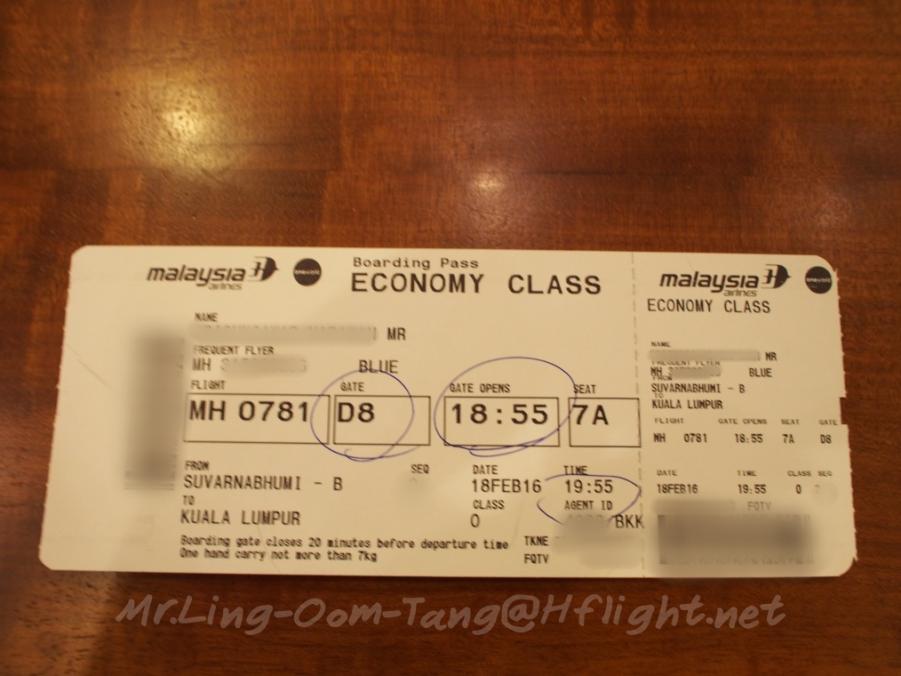 malaysia
airlines
Boarding Pass
ECONOMY CLASS
NAME
MR
FREQUENT FLYER
MH BLUE
FLIGHT GATE GATE OPENS SEAT
MH 0781 D8 18:55 7A
FROM SEQ DATE TIME
SUVARNABHUMI - B 18FEB16 19:55
TO CLASS AGENT ID
KUALA LUMPUR O BKK
Boarding gate closes 20 minutes before departure time
One hand carry not more than 7kg
TKNE
FQTV
malaysia
airlines
ECONOMY CLASS
NAME
MR
FREQUENT FLYER
MH BLUE
FROM
SUVARNABHUMI - B
TO
KUALA LUMPUR
FLIGHT GATE OPENS SEAT GATE
MH 0781 18:55 7A D8
DATE TIME CLASS SEQ
18FEB16 19:55 O
FQTV
Mr.Ling-Oom-Tang@Hflight.net